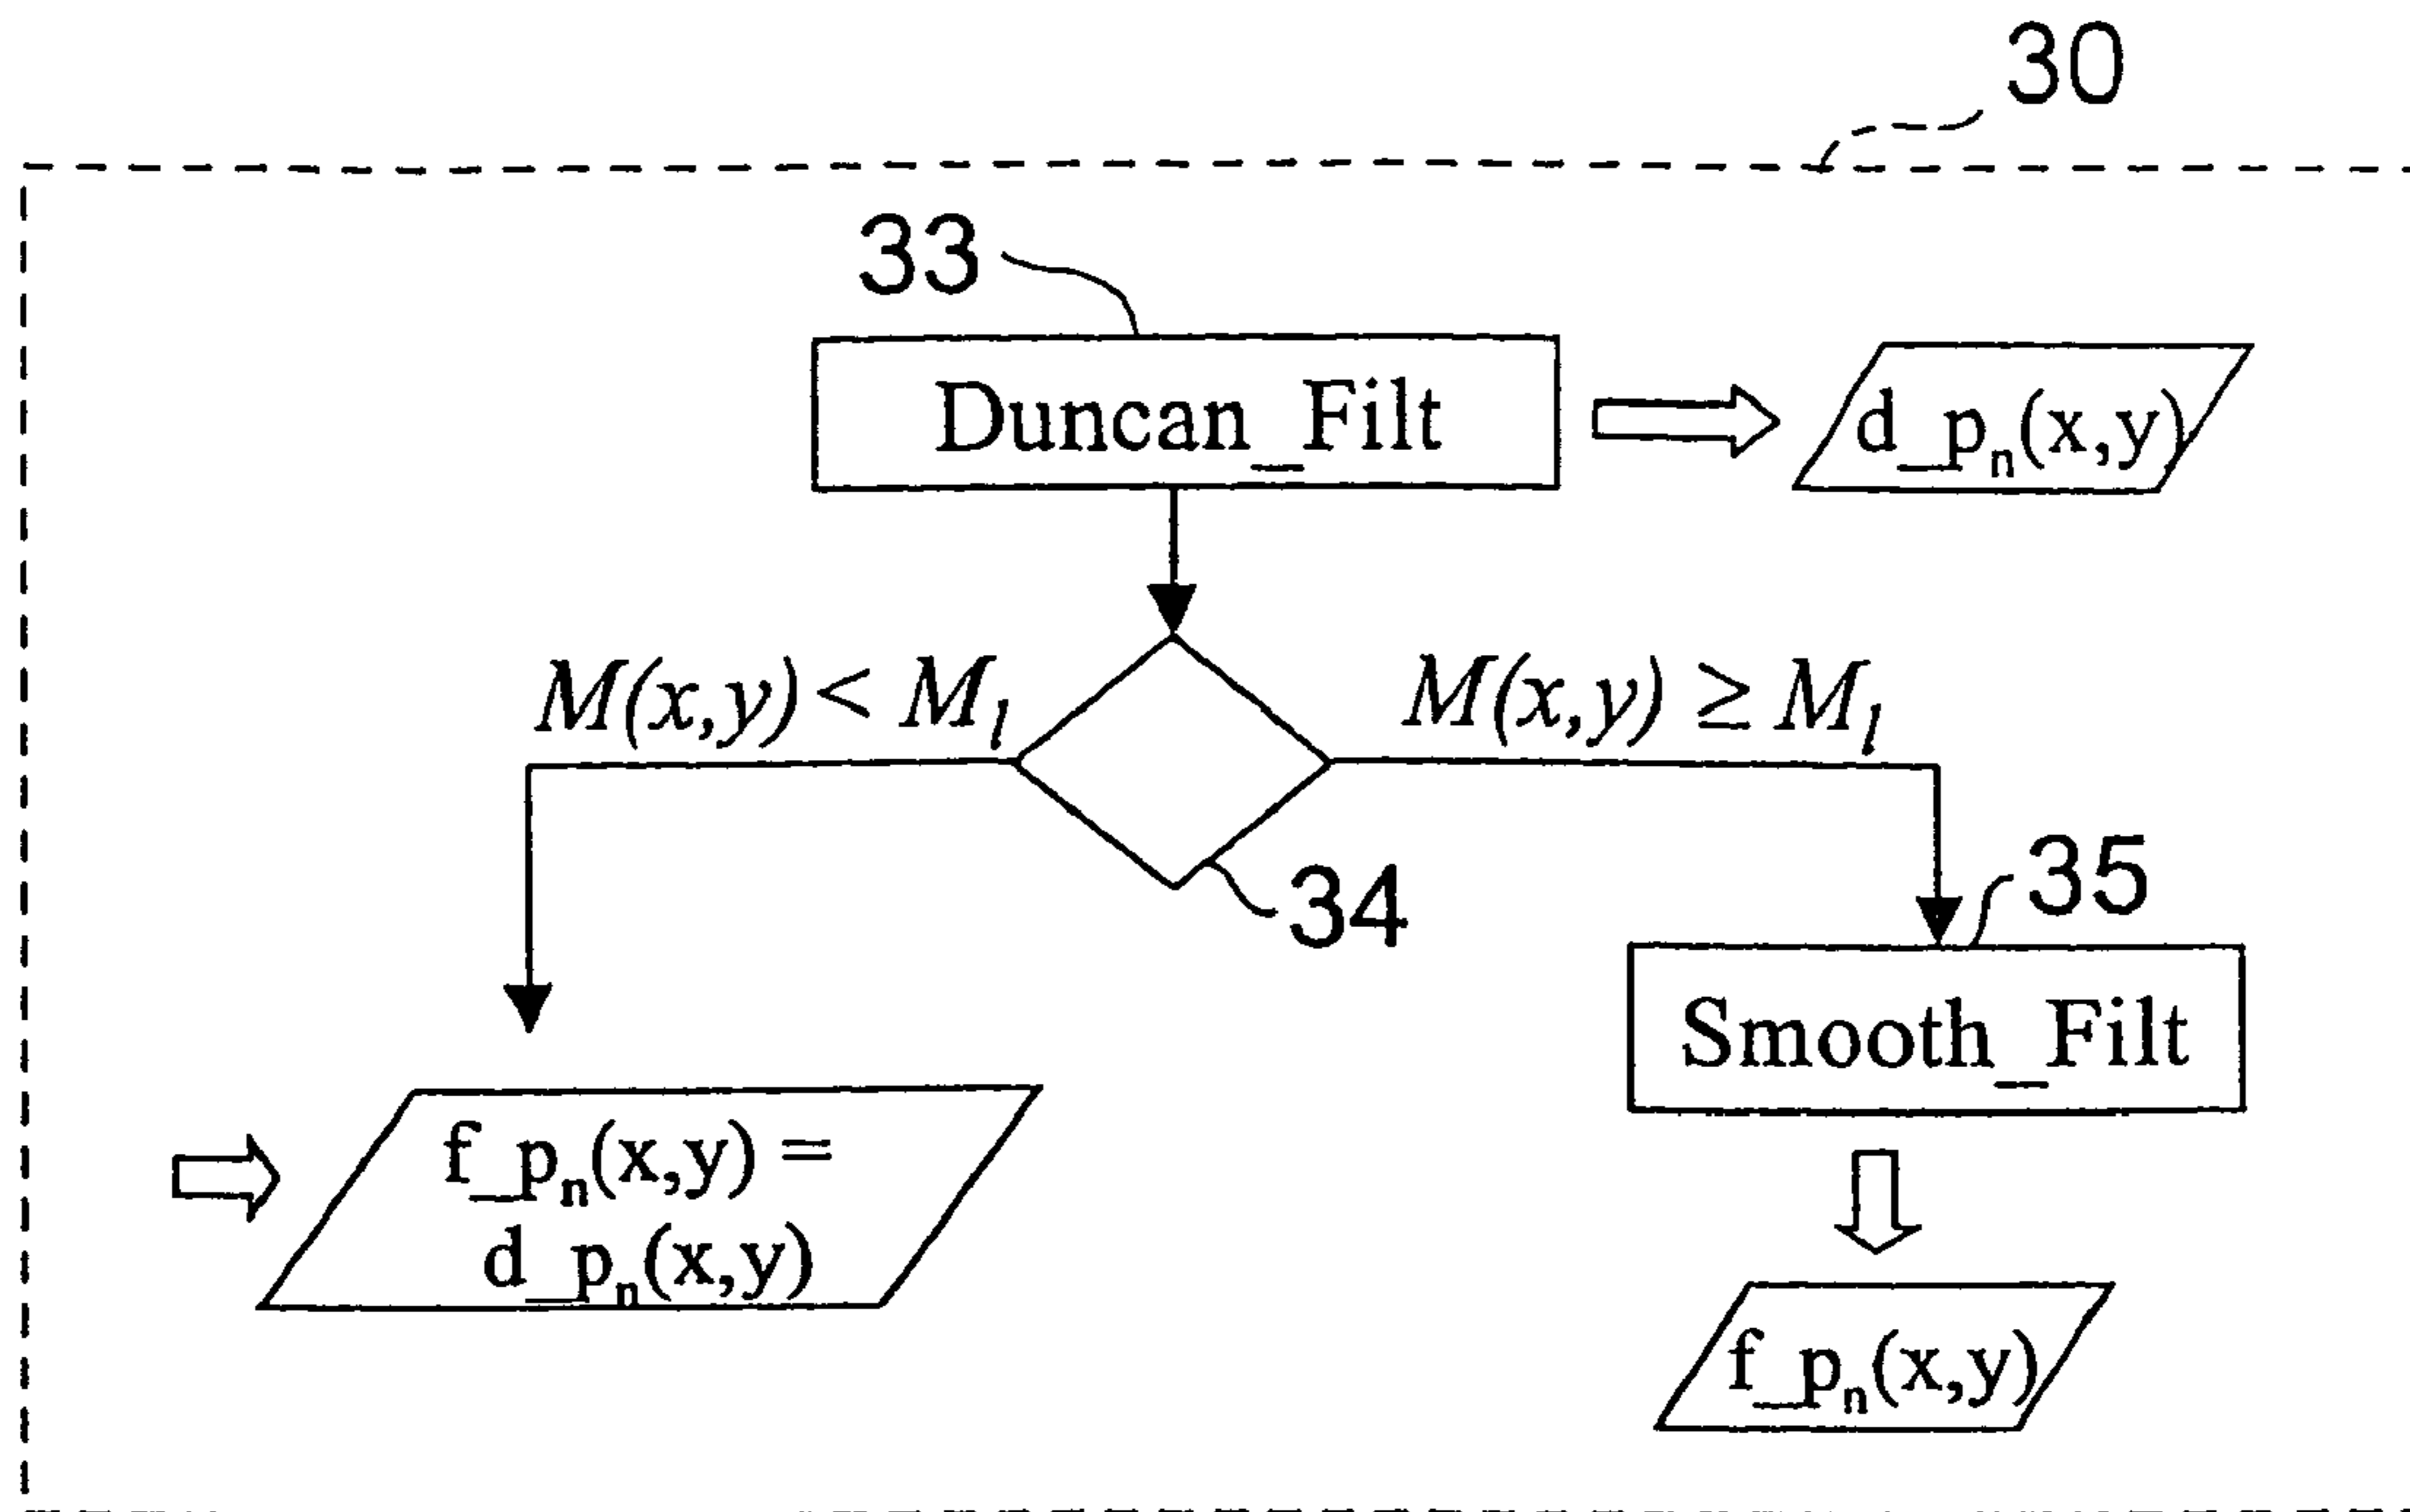 30
33
Duncan_Filt
d_pn(x,y)
M(x,y) < Ml
M(x,y) ≥ Ml
34
35
Smooth_Filt
f_pn(x,y) =
d_pn(x,y)
f_pn(x,y)